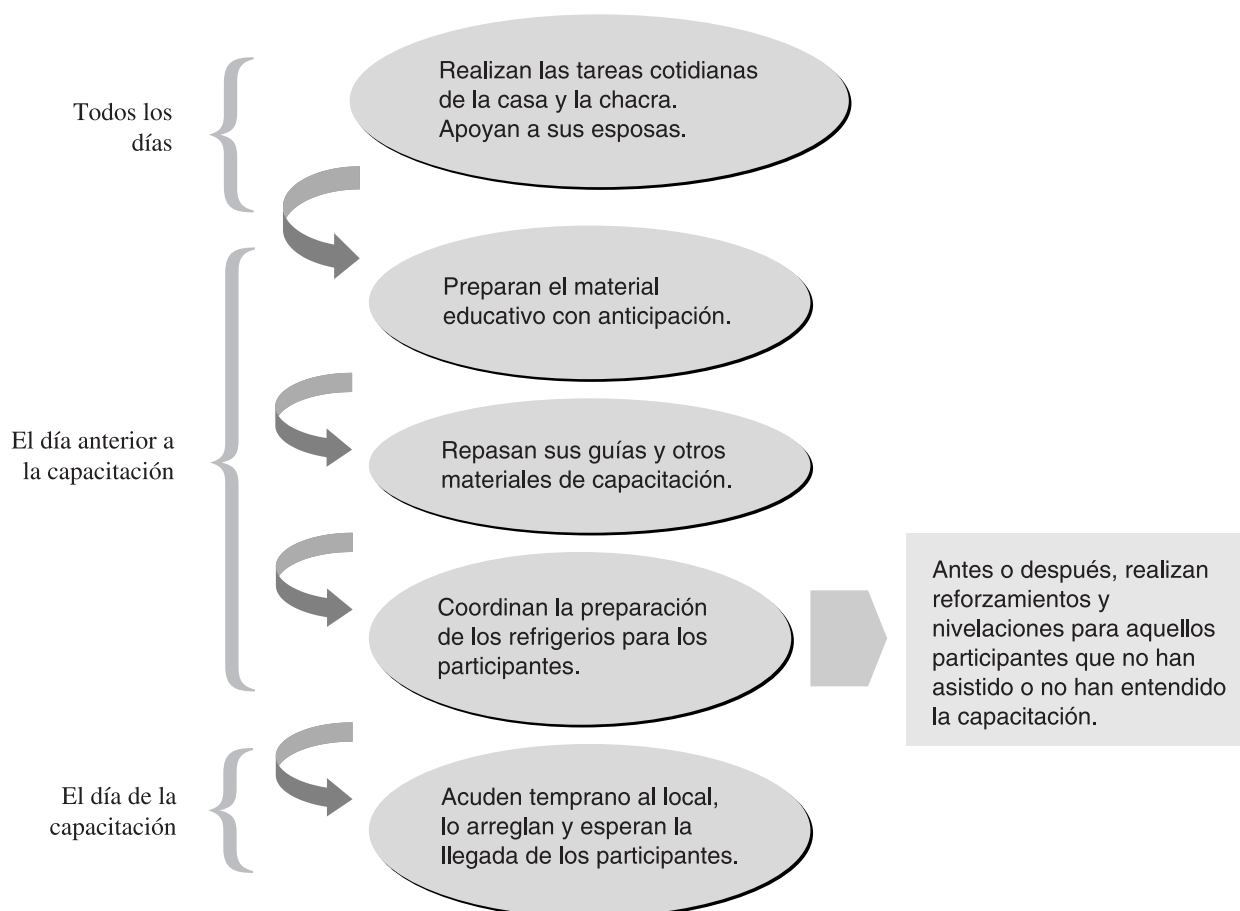 Todos los
días
Realizan las tareas cotidianas
de la casa y la chacra.
Apoyan a sus esposas.
El día anterior a
la capacitación
Preparan el material
educativo con anticipación.
Repasan sus guías y otros
materiales de capacitación.
Coordinan la preparación
de los refrigerios para los
participantes.
Antes o después, realizan
reforzamientos y
nivelaciones para aquellos
participantes que no han
asistido o no han entendido
la capacitación.
El día de la
capacitación
Acuden temprano al local,
lo arreglan y esperan la
llegada de los participantes.